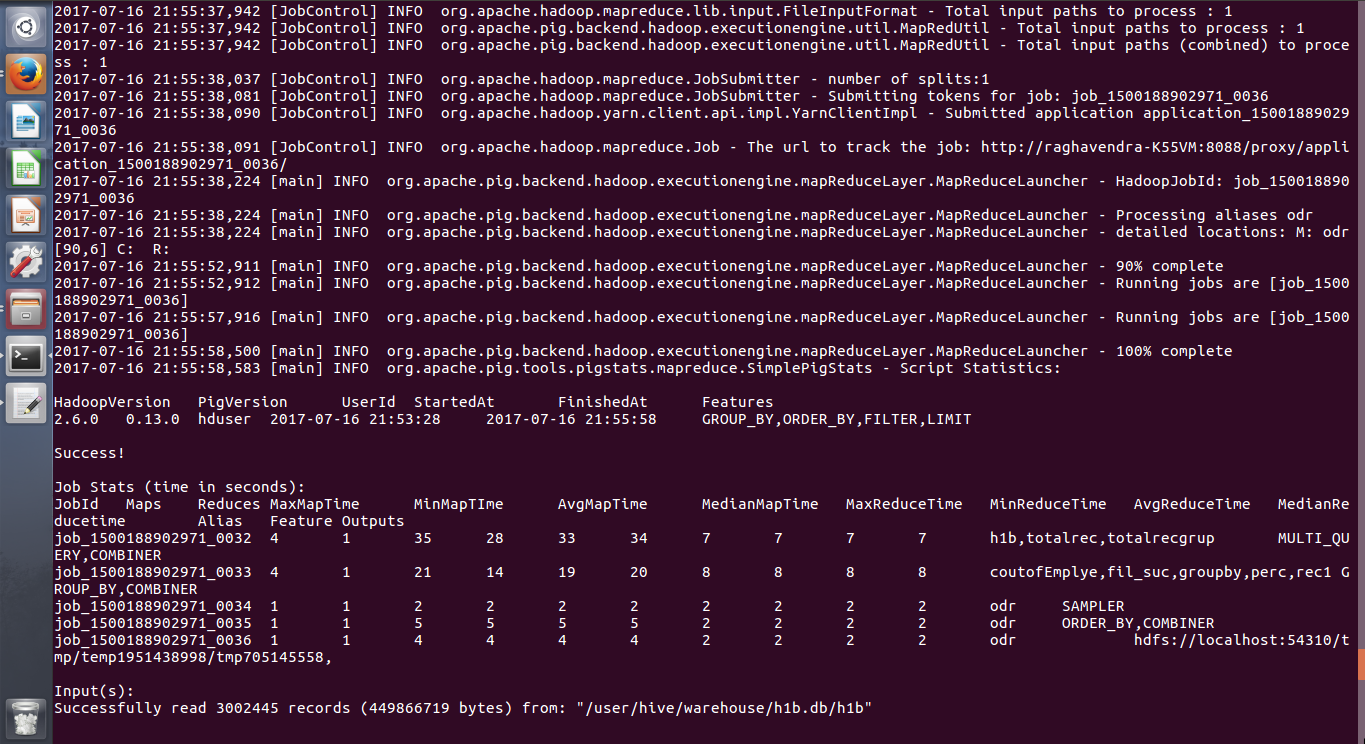 2017-07-16 21:55:37,942 [JobControl] INFO  org.apache.hadoop.mapreduce.lib.input.FileInputFormat - Total input paths to process : 1
2017-07-16 21:55:37,942 [JobControl] INFO  org.apache.pig.backend.hadoop.executionengine.util.MapRedUtil - Total input paths to process : 1
2017-07-16 21:55:37,942 [JobControl] INFO  org.apache.pig.backend.hadoop.executionengine.util.MapRedUtil - Total input paths (combined) to proce
ss : 1
2017-07-16 21:55:38,037 [JobControl] INFO  org.apache.hadoop.mapreduce.JobSubmitter - number of splits:1
2017-07-16 21:55:38,081 [JobControl] INFO  org.apache.hadoop.mapreduce.JobSubmitter - Submitting tokens for job: job_1500188902971_0036
2017-07-16 21:55:38,090 [JobControl] INFO  org.apache.hadoop.yarn.client.api.impl.YarnClientImpl - Submitted application application_15001889029
71_0036
2017-07-16 21:55:38,091 [JobControl] INFO  org.apache.hadoop.mapreduce.Job - The url to track the job: http://raghavendra-K55VM:8088/proxy/appli
cation_1500188902971_0036/
2017-07-16 21:55:38,224 [main] INFO  org.apache.pig.backend.hadoop.executionengine.mapReduceLayer.MapReduceLauncher - HadoopJobId: job_150018890
2971_0036
2017-07-16 21:55:38,224 [main] INFO  org.apache.pig.backend.hadoop.executionengine.mapReduceLayer.MapReduceLauncher - Processing aliases odr
2017-07-16 21:55:38,224 [main] INFO  org.apache.pig.backend.hadoop.executionengine.mapReduceLayer.MapReduceLauncher - detailed locations: M: odr
[90,6] C:  R:
2017-07-16 21:55:52,911 [main] INFO  org.apache.pig.backend.hadoop.executionengine.mapReduceLayer.MapReduceLauncher - 90% complete
2017-07-16 21:55:52,912 [main] INFO  org.apache.pig.backend.hadoop.executionengine.mapReduceLayer.MapReduceLauncher - Running jobs are [job_1500
188902971_0036]
2017-07-16 21:55:57,916 [main] INFO  org.apache.pig.backend.hadoop.executionengine.mapReduceLayer.MapReduceLauncher - Running jobs are [job_1500
188902971_0036]
2017-07-16 21:55:58,500 [main] INFO  org.apache.pig.backend.hadoop.executionengine.mapReduceLayer.MapReduceLauncher - 100% complete
2017-07-16 21:55:58,583 [main] INFO  org.apache.pig.tools.pigstats.mapreduce.SimplePigStats - Script Statistics:
HadoopVersion   PigVersion      UserId  StartedAt       FinishedAt      Features
2.6.0   0.13.0  hduser  2017-07-16 21:53:28     2017-07-16 21:55:58     GROUP_BY,ORDER_BY,FILTER,LIMIT
Success!
Job Stats (time in seconds):
JobId   Maps    Reduces MaxMapTime      MinMapTIme      AvgMapTime      MedianMapTime   MaxReduceTime   MinReduceTime   AvgReduceTime   MedianRe
ducetime        Alias   Feature Outputs
job_1500188902971_0032  4       1       35      28      33      34      7       7       7       7       h1b,totalrec,totalrecgrup       MULTI_QU
ERY,COMBINER
job_1500188902971_0033  4       1       21      14      19      20      8       8       8       8       coutofEmplye,fil_suc,groupby,perc,rec1 G
ROUP_BY,COMBINER
job_1500188902971_0034  1       1       2       2       2       2       2       2       2       2       odr     SAMPLER
job_1500188902971_0035  1       1       5       5       5       5       2       2       2       2       odr     ORDER_BY,COMBINER
job_1500188902971_0036  1       1       4       4       4       4       2       2       2       2       odr             hdfs://localhost:54310/t
mp/temp1951438998/tmp705145558,
Input(s):
Successfully read 3002445 records (449866719 bytes) from: "/user/hive/warehouse/h1b.db/h1b"